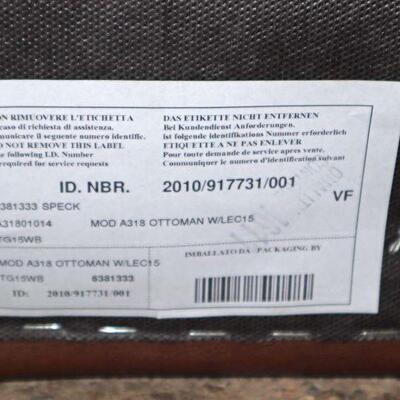 ON RIMUOVERE L'ETICHETTA
caso di richiesta di assistenza,
municare il seguente numero identific.
O NOT REMOVE THIS LABEL
e following I.D. Number
required for service requests
DAS ETIKETTE NICHT ENTFERNEN
Bei Kundendienst Anforderungen,
ist folgende identifikations Nummer erforderlich
ETIQUETTE A NE PAS ENLEVER
Pour toute demande de service apres vente,
Communiquer le numero d'identification suivant
ID. NBR. 2010/917731/001 VF
6381333 SPECK
A31801014 MOD A318 OTTOMAN W/LEC15
TG15WB
MOD A318 OTTOMAN W/LEC15
TG15WB 6381333
ID: 2010/917731/001
IMBALLATO DA - PACKAGING BY